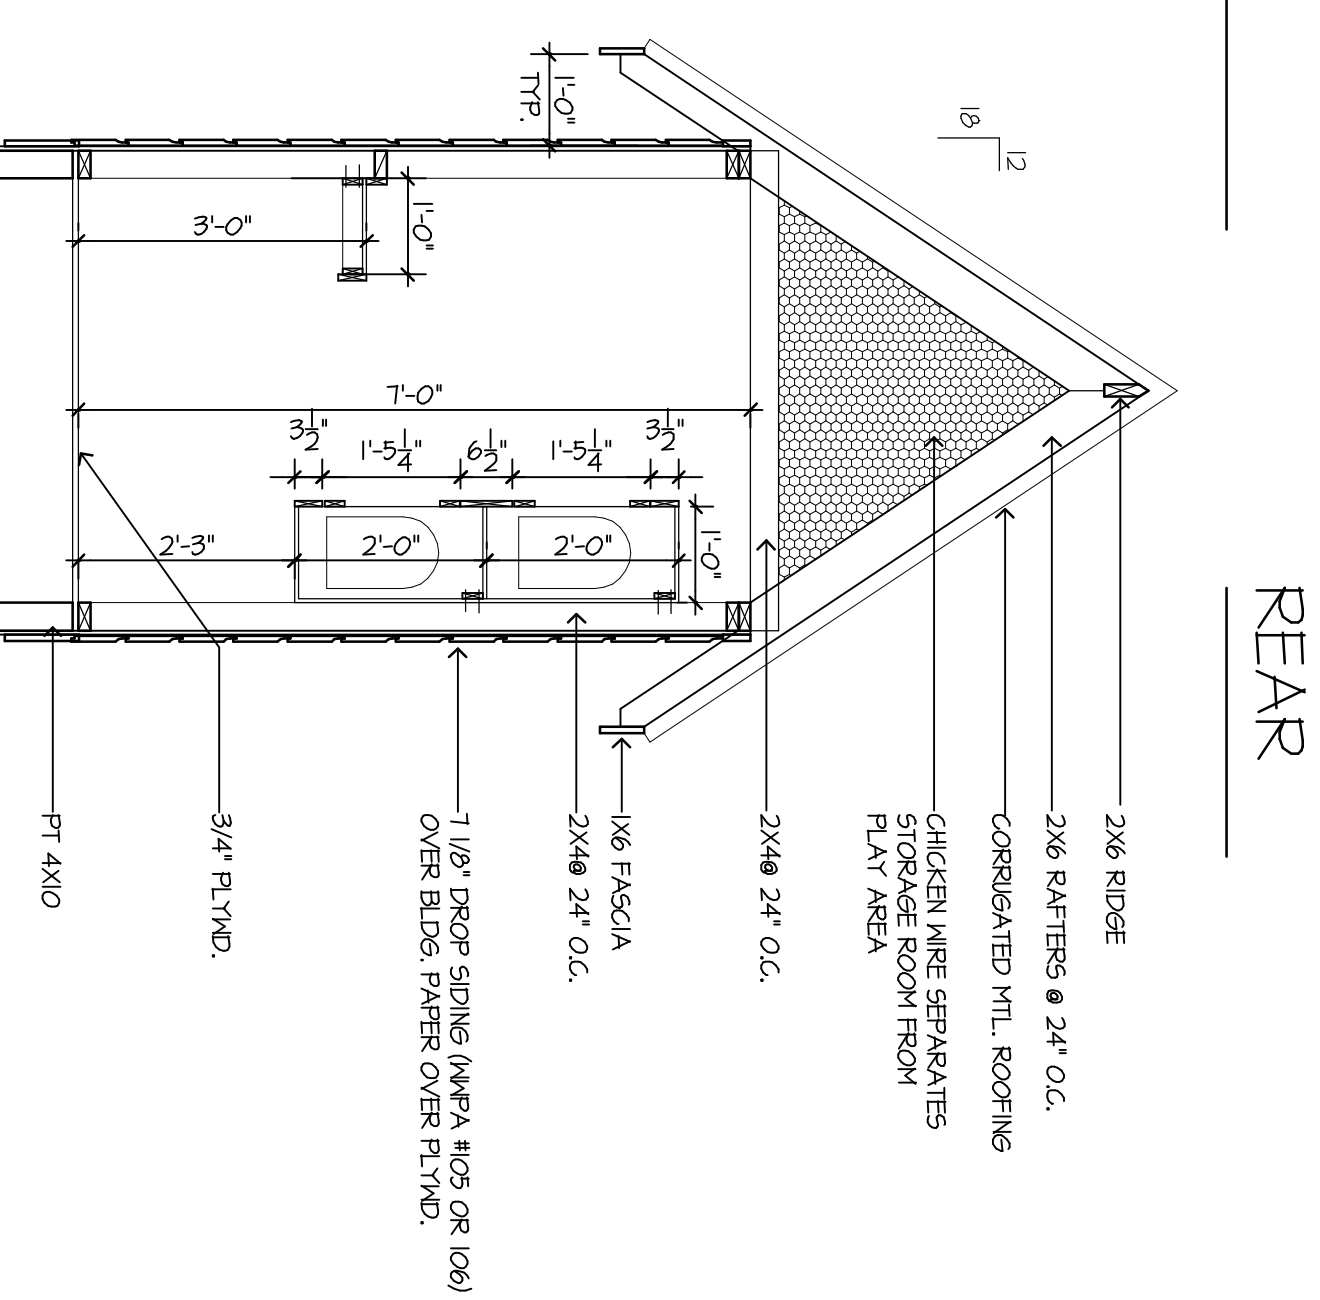 REAR
18
12
2X6 RIDGE
2X6 RAFTERS @ 24" O.C.
CORRUGATED MTL. ROOFING
CHICKEN WIRE SEPARATES
STORAGE ROOM FROM
PLAY AREA
2X4@ 24" O.C.
1X6 FASCIA
2X4@ 24" O.C.
7 1/8" DROP SIDING (WWPA #105 OR 106)
OVER BLDG. PAPER OVER PLYWD.
3/4" PLYWD.
PT 4X10
1'-0"
TYP.
1'-0"
3'-0"
7'-0"
3 1/2"
1'-5 1/4"
6 1/2"
1'-5 1/4"
3 1/2"
1'-0"
2'-3"
2'-0"
2'-0"